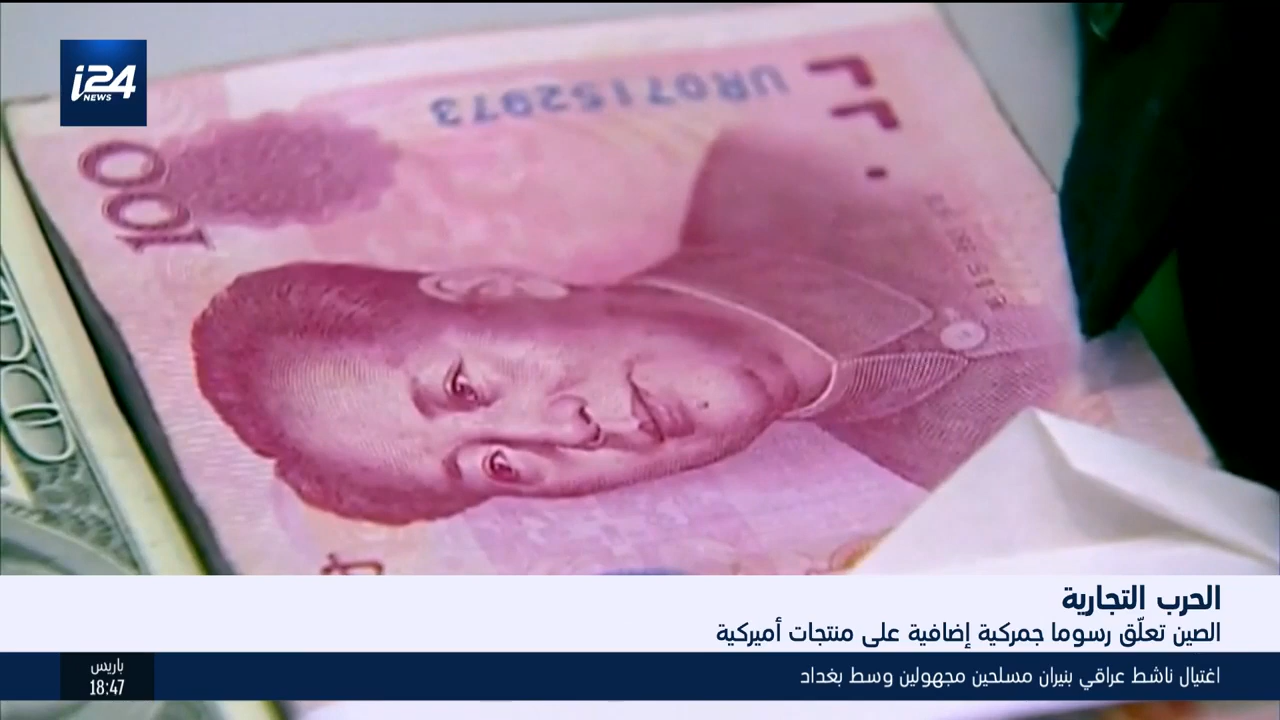 i24
NEWS
UR07152973
100
100
الحرب التجارية
الصين تعلّق رسوما جمركية إضافية على منتجات أميركية
اغتيال ناشط عراقي بنيران مسلحين مجهولين وسط بغداد
باريس
18:47